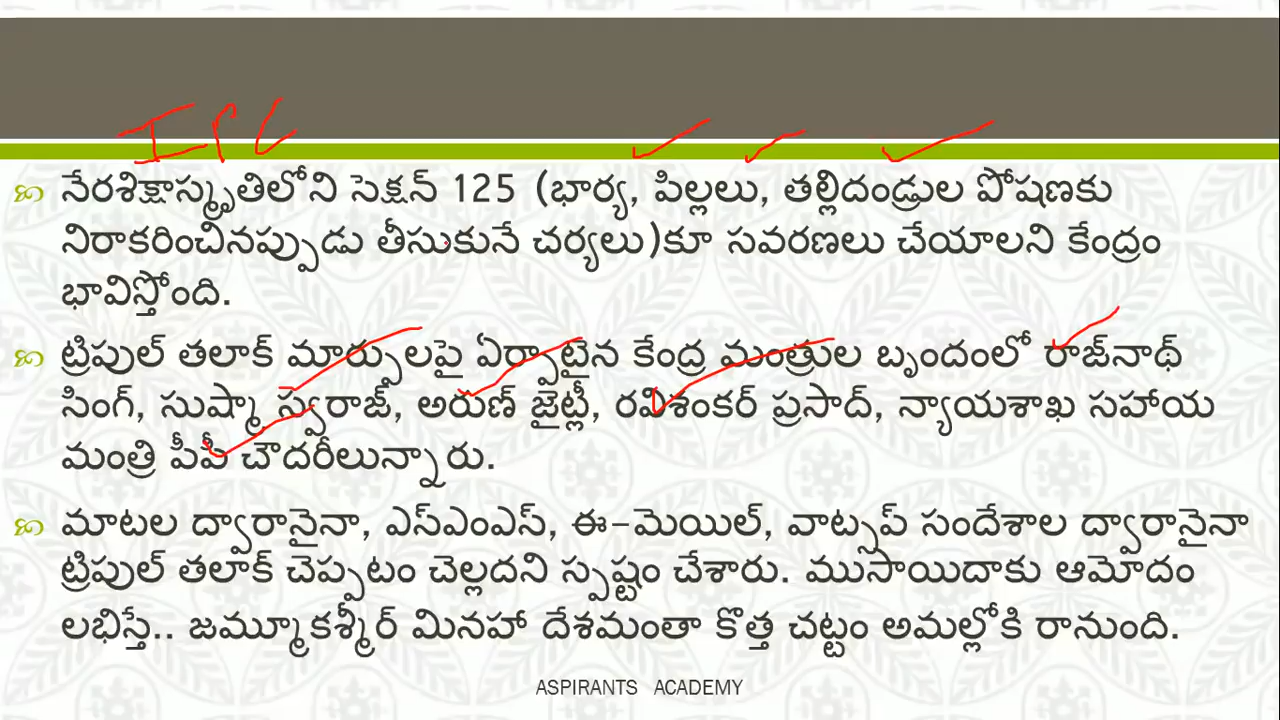 IPC
నేరశిక్షాస్మృతిలోని సెక్షన్ 125 (భార్య, పిల్లలు, తల్లిదండ్రుల పోషణకు
నిరాకరించినప్పుడు తీసుకునే చర్యలు)కూ సవరణలు చేయాలని కేంద్రం
భావిస్తోంది.
ట్రిపుల్ తలాక్ మార్పులపై ఏర్పాటైన కేంద్ర మంత్రుల బృందంలో రాజ్‌నాథ్
సింగ్, సుష్మా స్వరాజ్, అరుణ్ జైట్లీ, రవిశంకర్ ప్రసాద్, న్యాయశాఖ సహాయ
మంత్రి పీపీ చౌదరీలున్నారు.
మాటల ద్వారానైనా, ఎస్ఎంఎస్, ఈ-మెయిల్, వాట్సప్ సందేశాల ద్వారానైనా
ట్రిపుల్ తలాక్ చెప్పటం చెల్లదని స్పష్టం చేశారు. ముసాయిదాకు ఆమోదం
లభిస్తే.. జమ్మూకశ్మీర్ మినహా దేశమంతా కొత్త చట్టం అమల్లోకి రానుంది.
ASPIRANTS ACADEMY